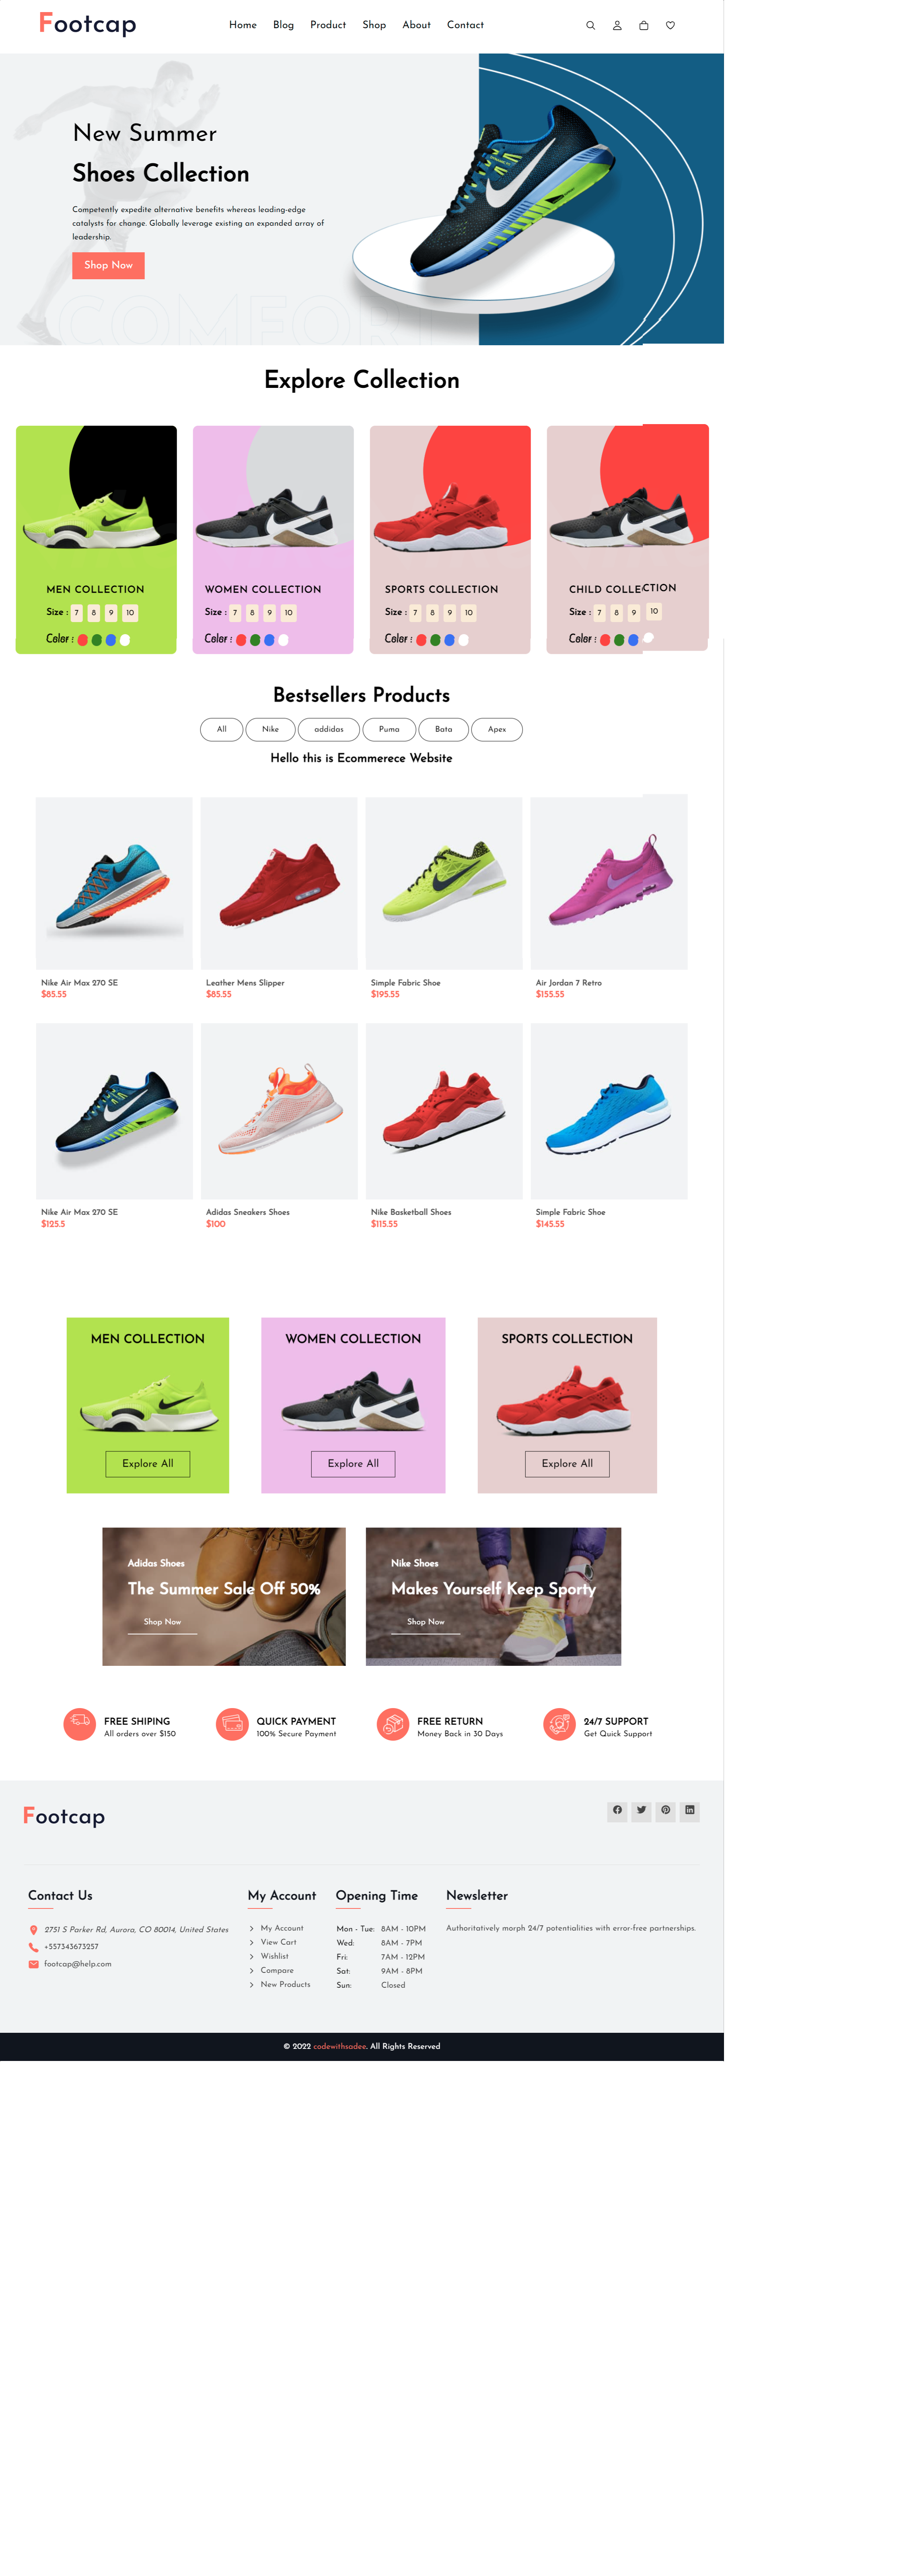 Footcap
Home Blog Product Shop About Contact
New Summer
Shoes Collection
Competently expedite alternative benefits whereas leading-edge
catalysts for change. Globally leverage existing an expanded array of
leadership.
Shop Now
COMFORT
Explore Collection
MEN COLLECTION WOMEN COLLECTION SPORTS COLLECTION CHILD COLLECTION
Size : 7 8 9 10 Size : 7 8 9 10 Size : 7 8 9 10 Size : 7 8 9 10
Color : Color : Color : Color :
Bestsellers Products
All Nike addidas Puma Bata Apex
Hello this is Ecommerece Website
Nike Air Max 270 SE Leather Mens Slipper Simple Fabric Shoe Air Jordan 7 Retro
$85.55 $85.55 $195.55 $155.55
Nike Air Max 270 SE Adidas Sneakers Shoes Nike Basketball Shoes Simple Fabric Shoe
$125.5 $100 $115.55 $145.55
MEN COLLECTION WOMEN COLLECTION SPORTS COLLECTION
Explore All Explore All Explore All
Adidas Shoes Nike Shoes
The Summer Sale Off 50% Makes Yourself Keep Sporty
Shop Now Shop Now
FREE SHIPING QUICK PAYMENT FREE RETURN 24/7 SUPPORT
All orders over $150 100% Secure Payment Money Back in 30 Days Get Quick Support
Footcap
Contact Us My Account Opening Time Newsletter
2751 S Parker Rd, Aurora, CO 80014, United States My Account Mon - Tue: 8AM - 10PM Authoritatively morph 24/7 potentialities with error-free partnerships.
View Cart Wed: 8AM - 7PM
+557343673257 Wishlist Fri: 7AM - 12PM
footcap@help.com Compare Sat: 9AM - 8PM
New Products Sun: Closed
© 2022 codewithsadee. All Rights Reserved